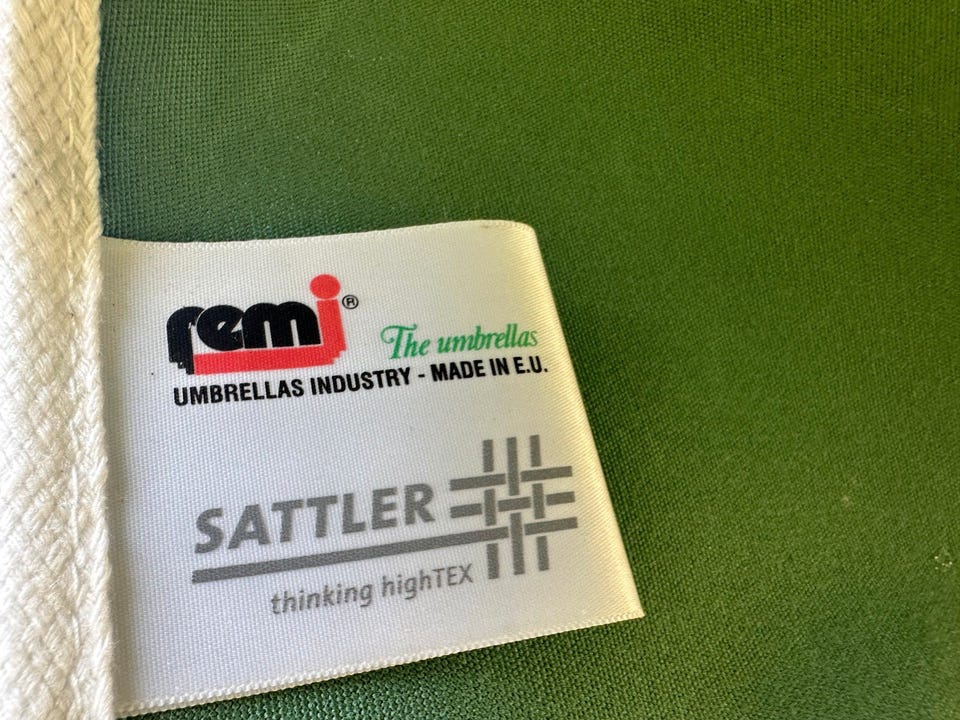 remi®
The umbrellas
UMBRELLAS INDUSTRY - MADE IN E.U.
SATTLER
thinking highTEX